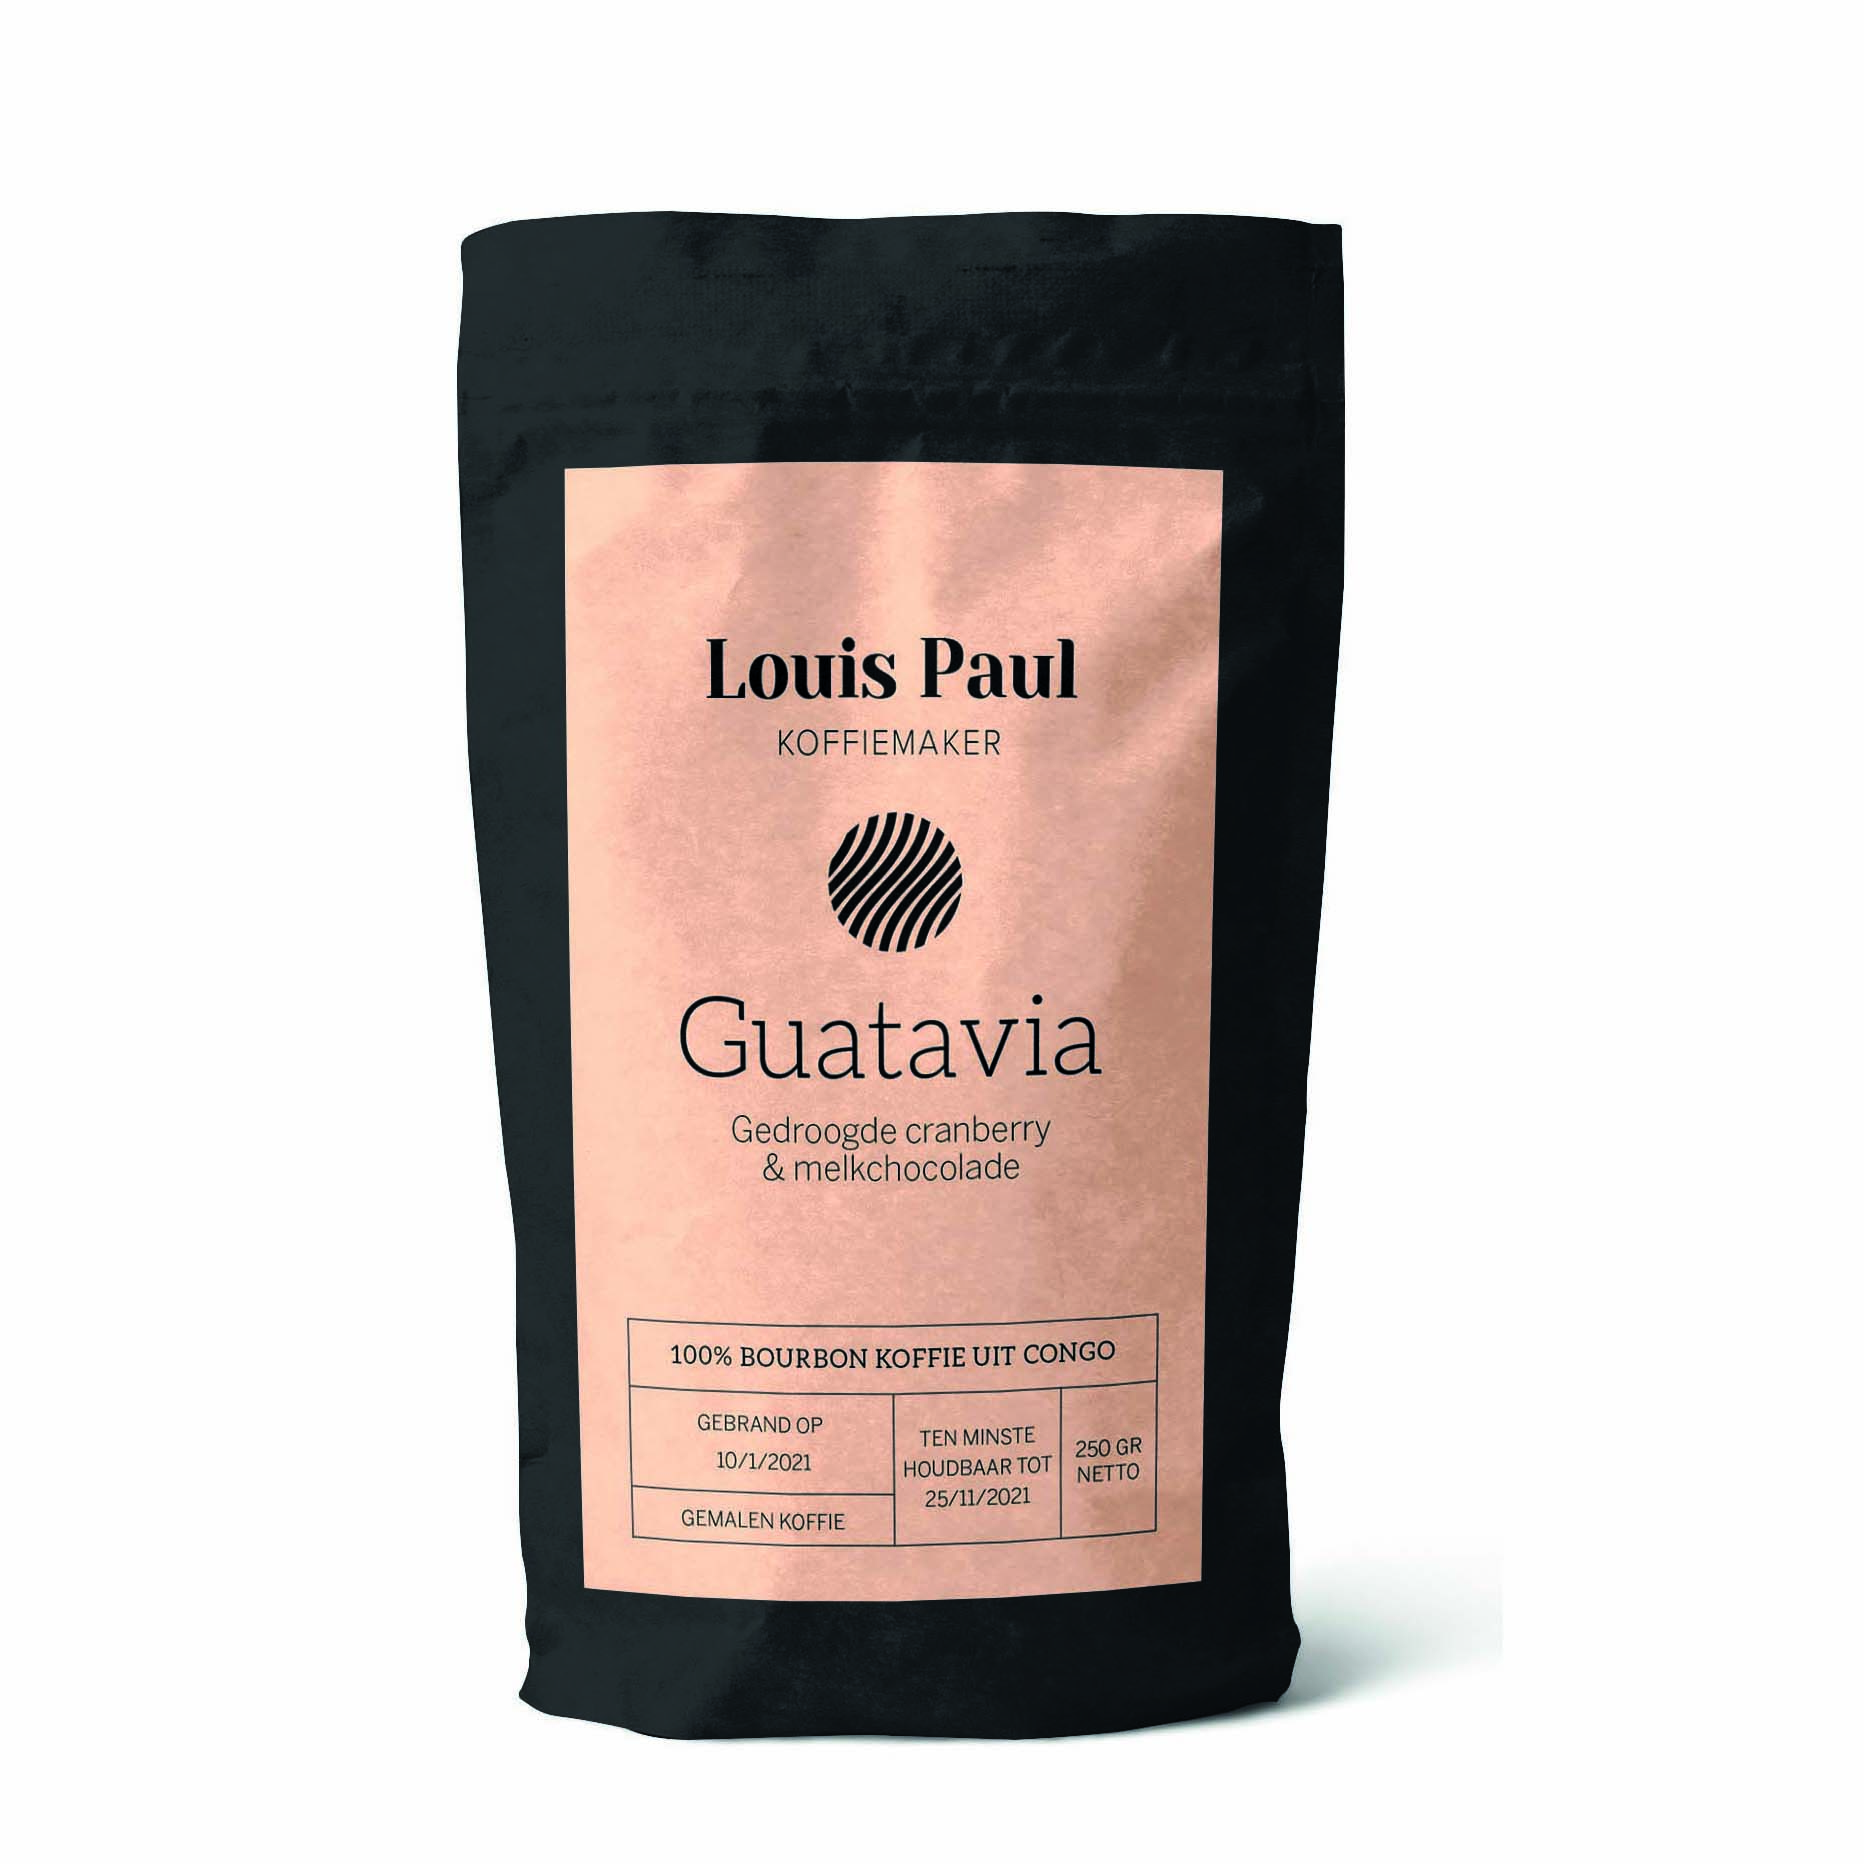 Louis Paul
KOFFIEMAKER
Guatavia
Gedroogde cranberry
& melkchocolade
100% BOURBON KOFFIE UIT CONGO
GEBRAND OP
10/1/2021
GEMALEN KOFFIE
TEN MINSTE
HOUDBAAR TOT
25/11/2021
250 GR
NETTO